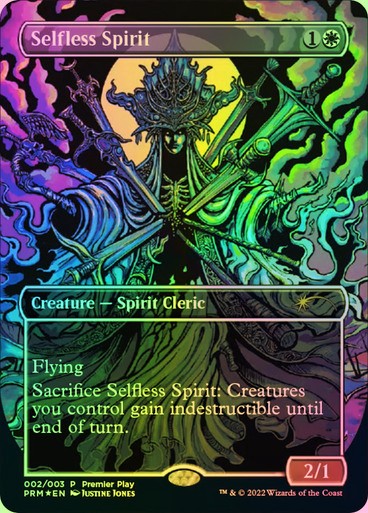 Selfless Spirit 1
Creature — Spirit Cleric
Flying
Sacrifice Selfless Spirit: Creatures
you control gain indestructible until
end of turn.
2/1
002/003 P Premier Play
PRM★EN Justine Jones
™ & © 2022 Wizards of the Coast